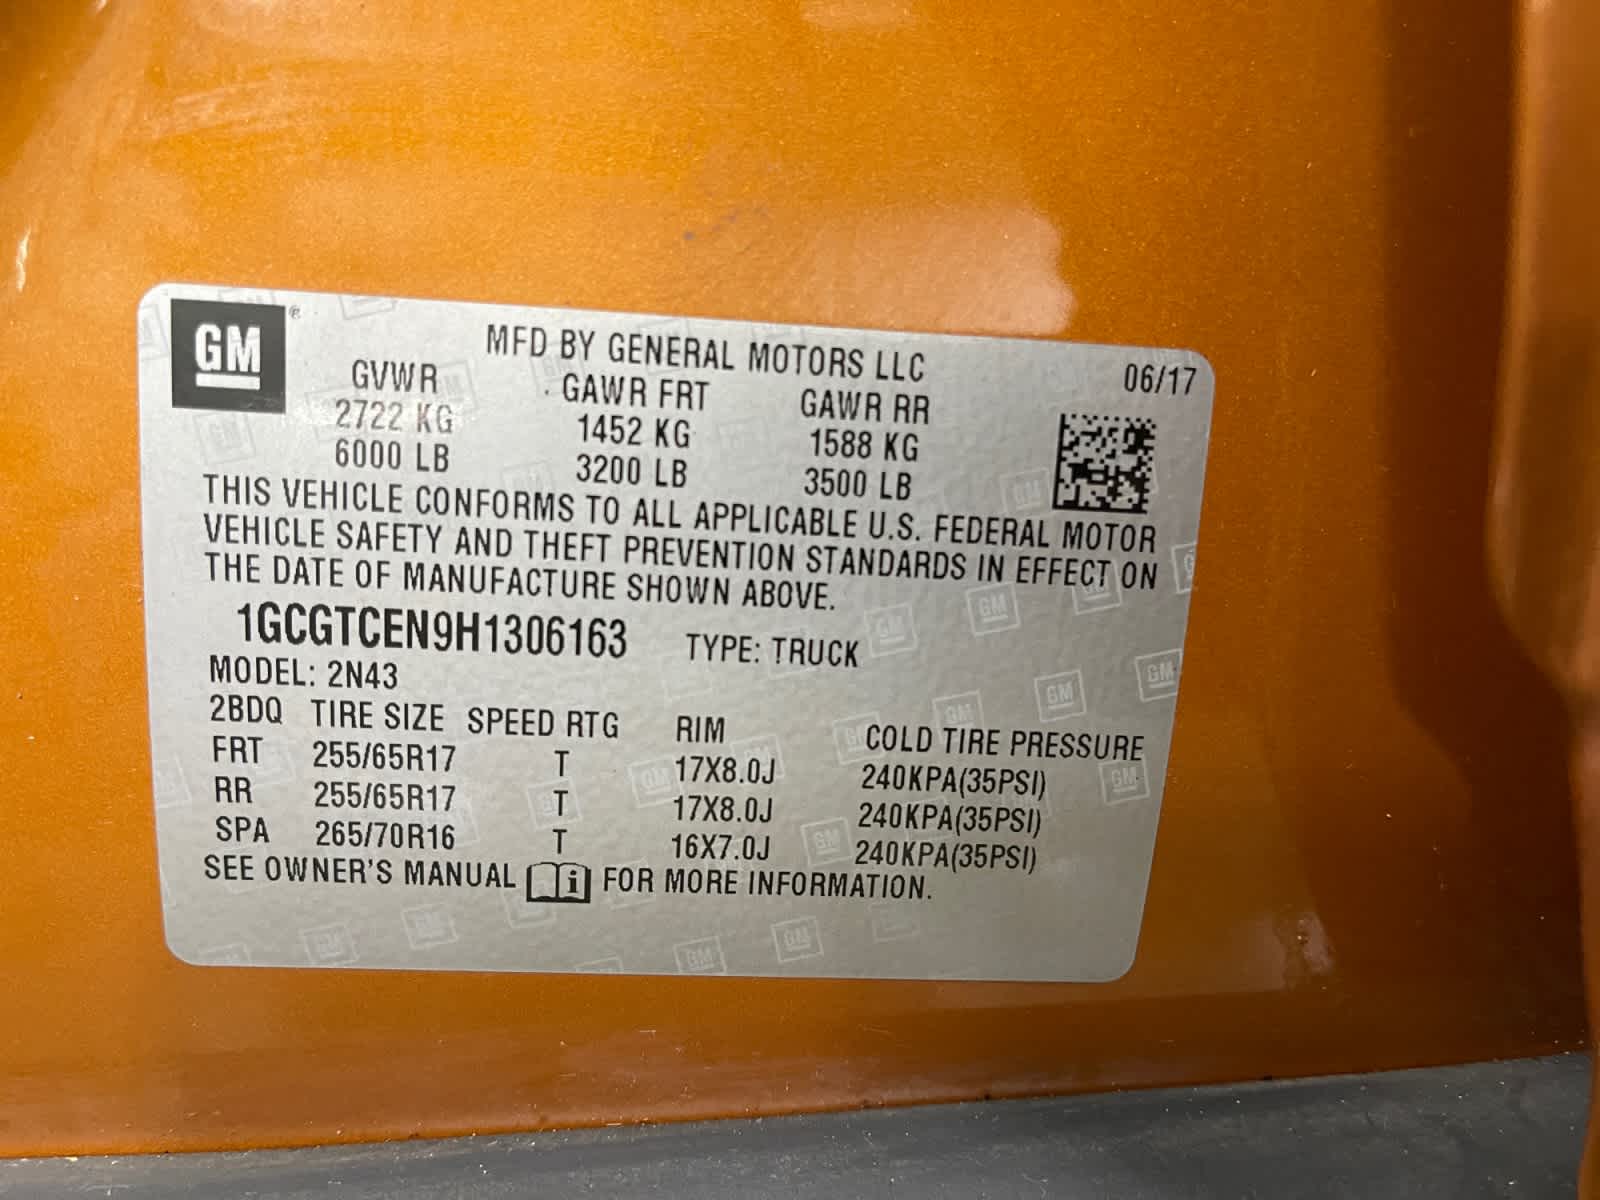 GM ®
MFD BY GENERAL MOTORS LLC
06/17
GVWR GAWR FRT GAWR RR
2722 KG 1452 KG 1588 KG
6000 LB 3200 LB 3500 LB
THIS VEHICLE CONFORMS TO ALL APPLICABLE U.S. FEDERAL MOTOR
VEHICLE SAFETY AND THEFT PREVENTION STANDARDS IN EFFECT ON
THE DATE OF MANUFACTURE SHOWN ABOVE.
1GCGTCEN9H1306163 TYPE: TRUCK
MODEL: 2N43
2BDQ TIRE SIZE SPEED RTG RIM COLD TIRE PRESSURE
FRT 255/65R17 T 17X8.0J 240KPA(35PSI)
RR 255/65R17 T 17X8.0J 240KPA(35PSI)
SPA 265/70R16 T 16X7.0J 240KPA(35PSI)
SEE OWNER'S MANUAL i FOR MORE INFORMATION.